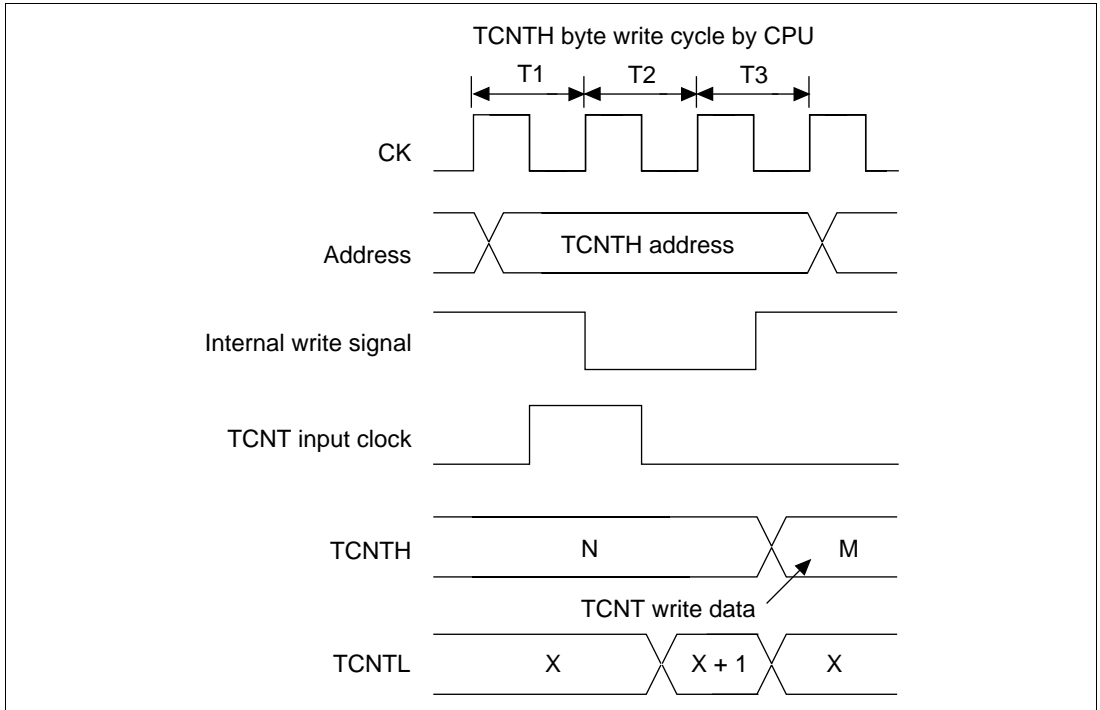 TCNTH byte write cycle by CPU
T1 T2 T3
CK
Address
TCNTH address
Internal write signal
TCNT input clock
TCNTH
N
M
TCNT write data
TCNTL
X
X + 1
X